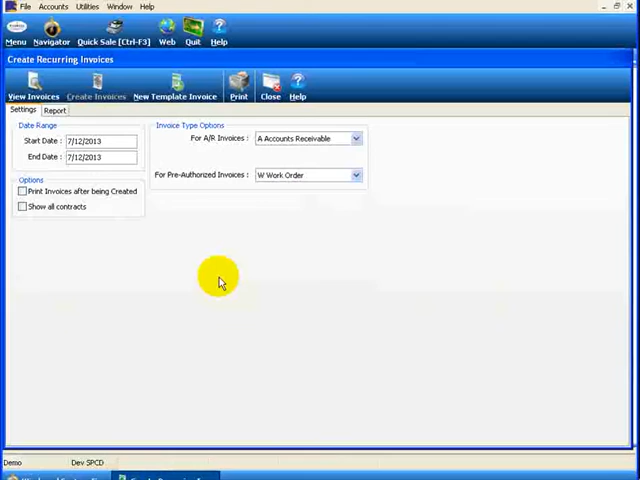 File Accounts Utilities Window Help
Menu Navigator Quick Sale [Ctrl-F3] Web Quit Help
Create Recurring Invoices
View Invoices Create Invoices New Template Invoice Print Close Help
Settings Report
Date Range
Start Date : 7/12/2013
End Date : 7/12/2013
Invoice Type Options
For A/R Invoices : A Accounts Receivable
For Pre-Authorized Invoices : W Work Order
Options
Print Invoices after being Created
Show all contracts
Demo Dev SPCD